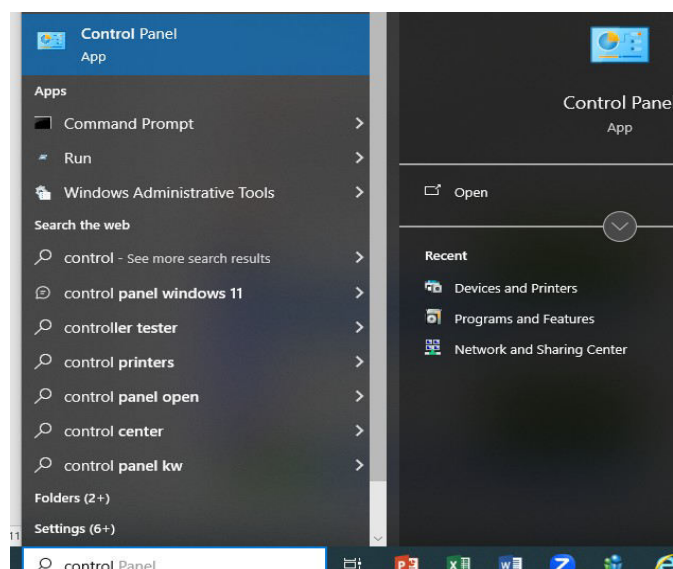 Control Panel
App
Apps
Command Prompt
Run
Windows Administrative Tools
Search the web
control - See more search results
control panel windows 11
controller tester
control printers
control panel open
control center
control panel kw
Folders (2+)
Settings (6+)
11
control Panel
Control Pane
App
Open
Recent
Devices and Printers
Programs and Features
Network and Sharing Center